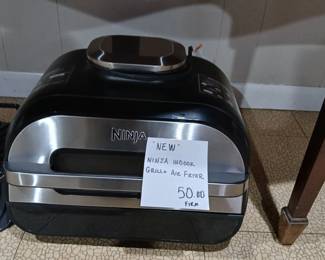 NINJA
"NEW"
NINJA INDOOR
GRILL+ AIR FRYER
50.00
FIRM